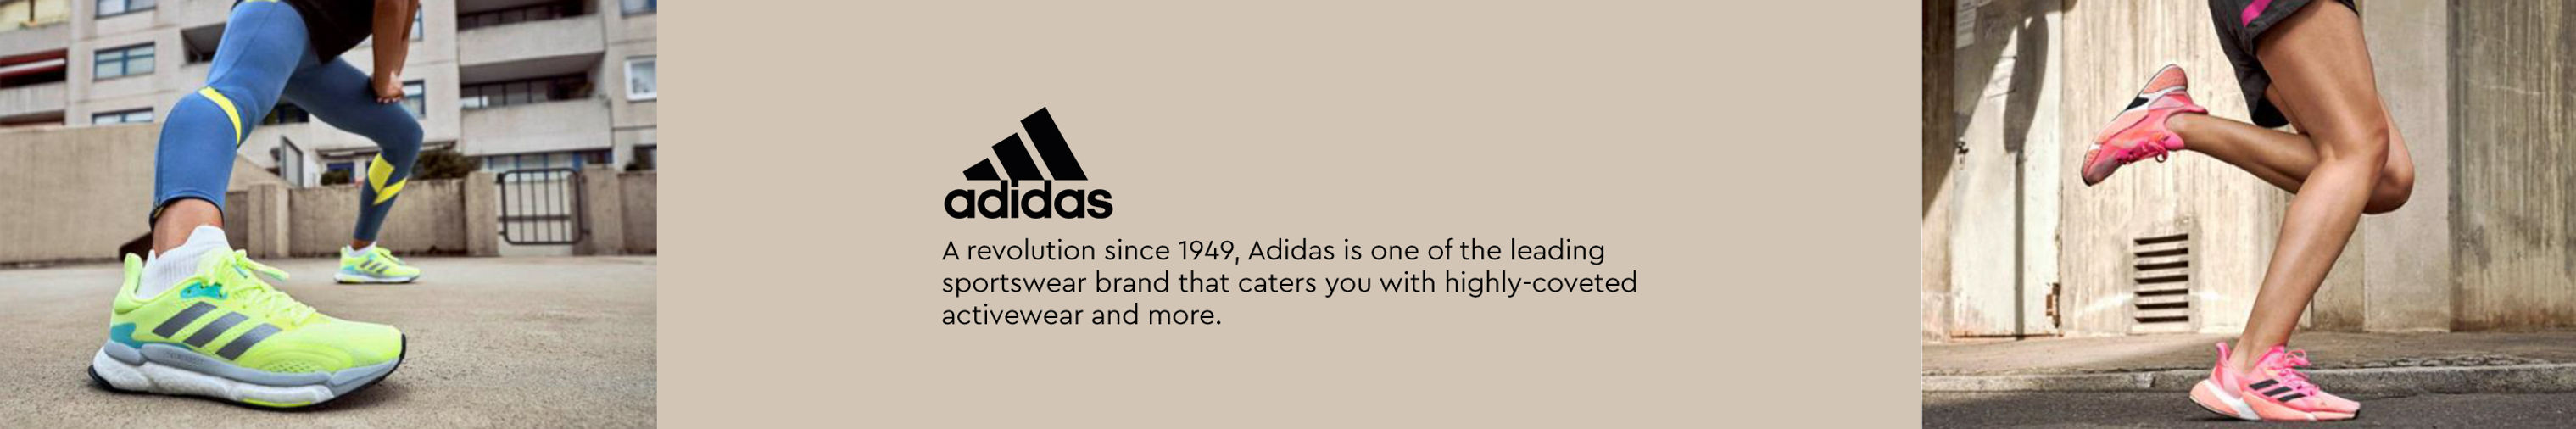 adidas
A revolution since 1949, Adidas is one of the leading
sportswear brand that caters you with highly-coveted
activewear and more.